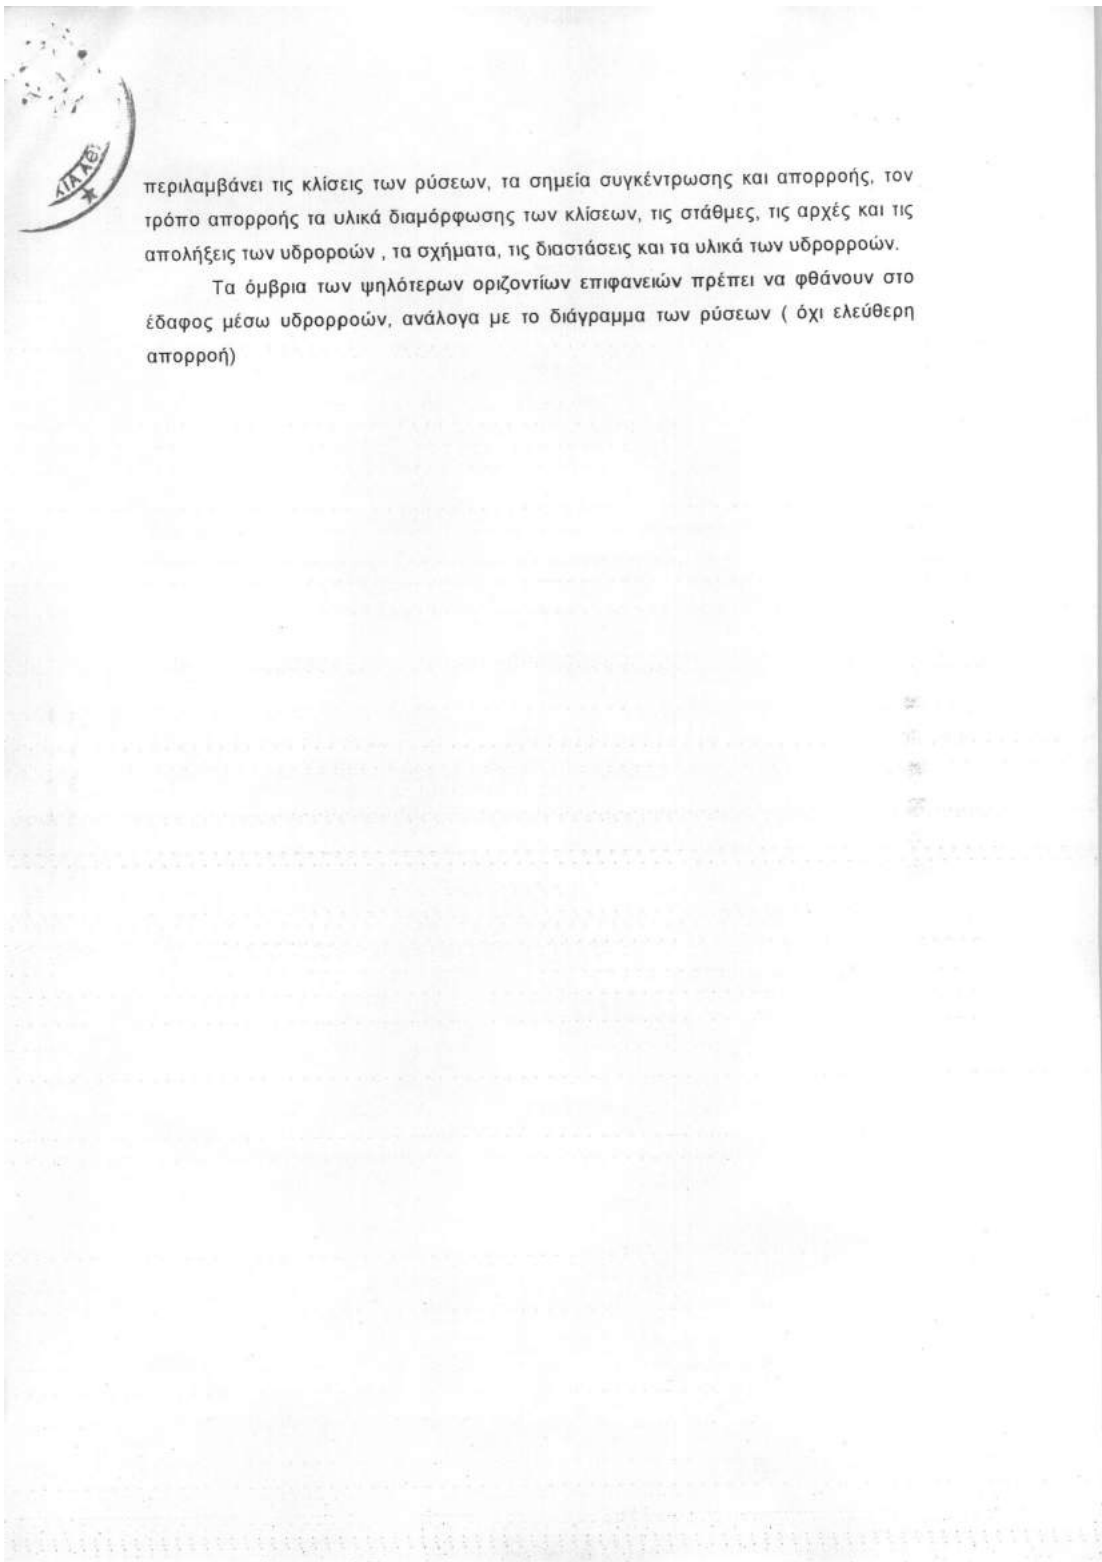 περιλαμβάνει τις κλίσεις των ρύσεων, τα σημεία συγκέντρωσης και απορροής, τον
τρόπο απορροής τα υλικά διαμόρφωσης των κλίσεων, τις στάθμες, τις αρχές και τις
απολήξεις των υδροροών , τα σχήματα, τις διαστάσεις και τα υλικά των υδρορροών.
Τα όμβρια των ψηλότερων οριζοντίων επιφανειών πρέπει να φθάνουν στο
έδαφος μέσω υδρορροών, ανάλογα με το διάγραμμα των ρύσεων ( όχι ελεύθερη
απορροή)